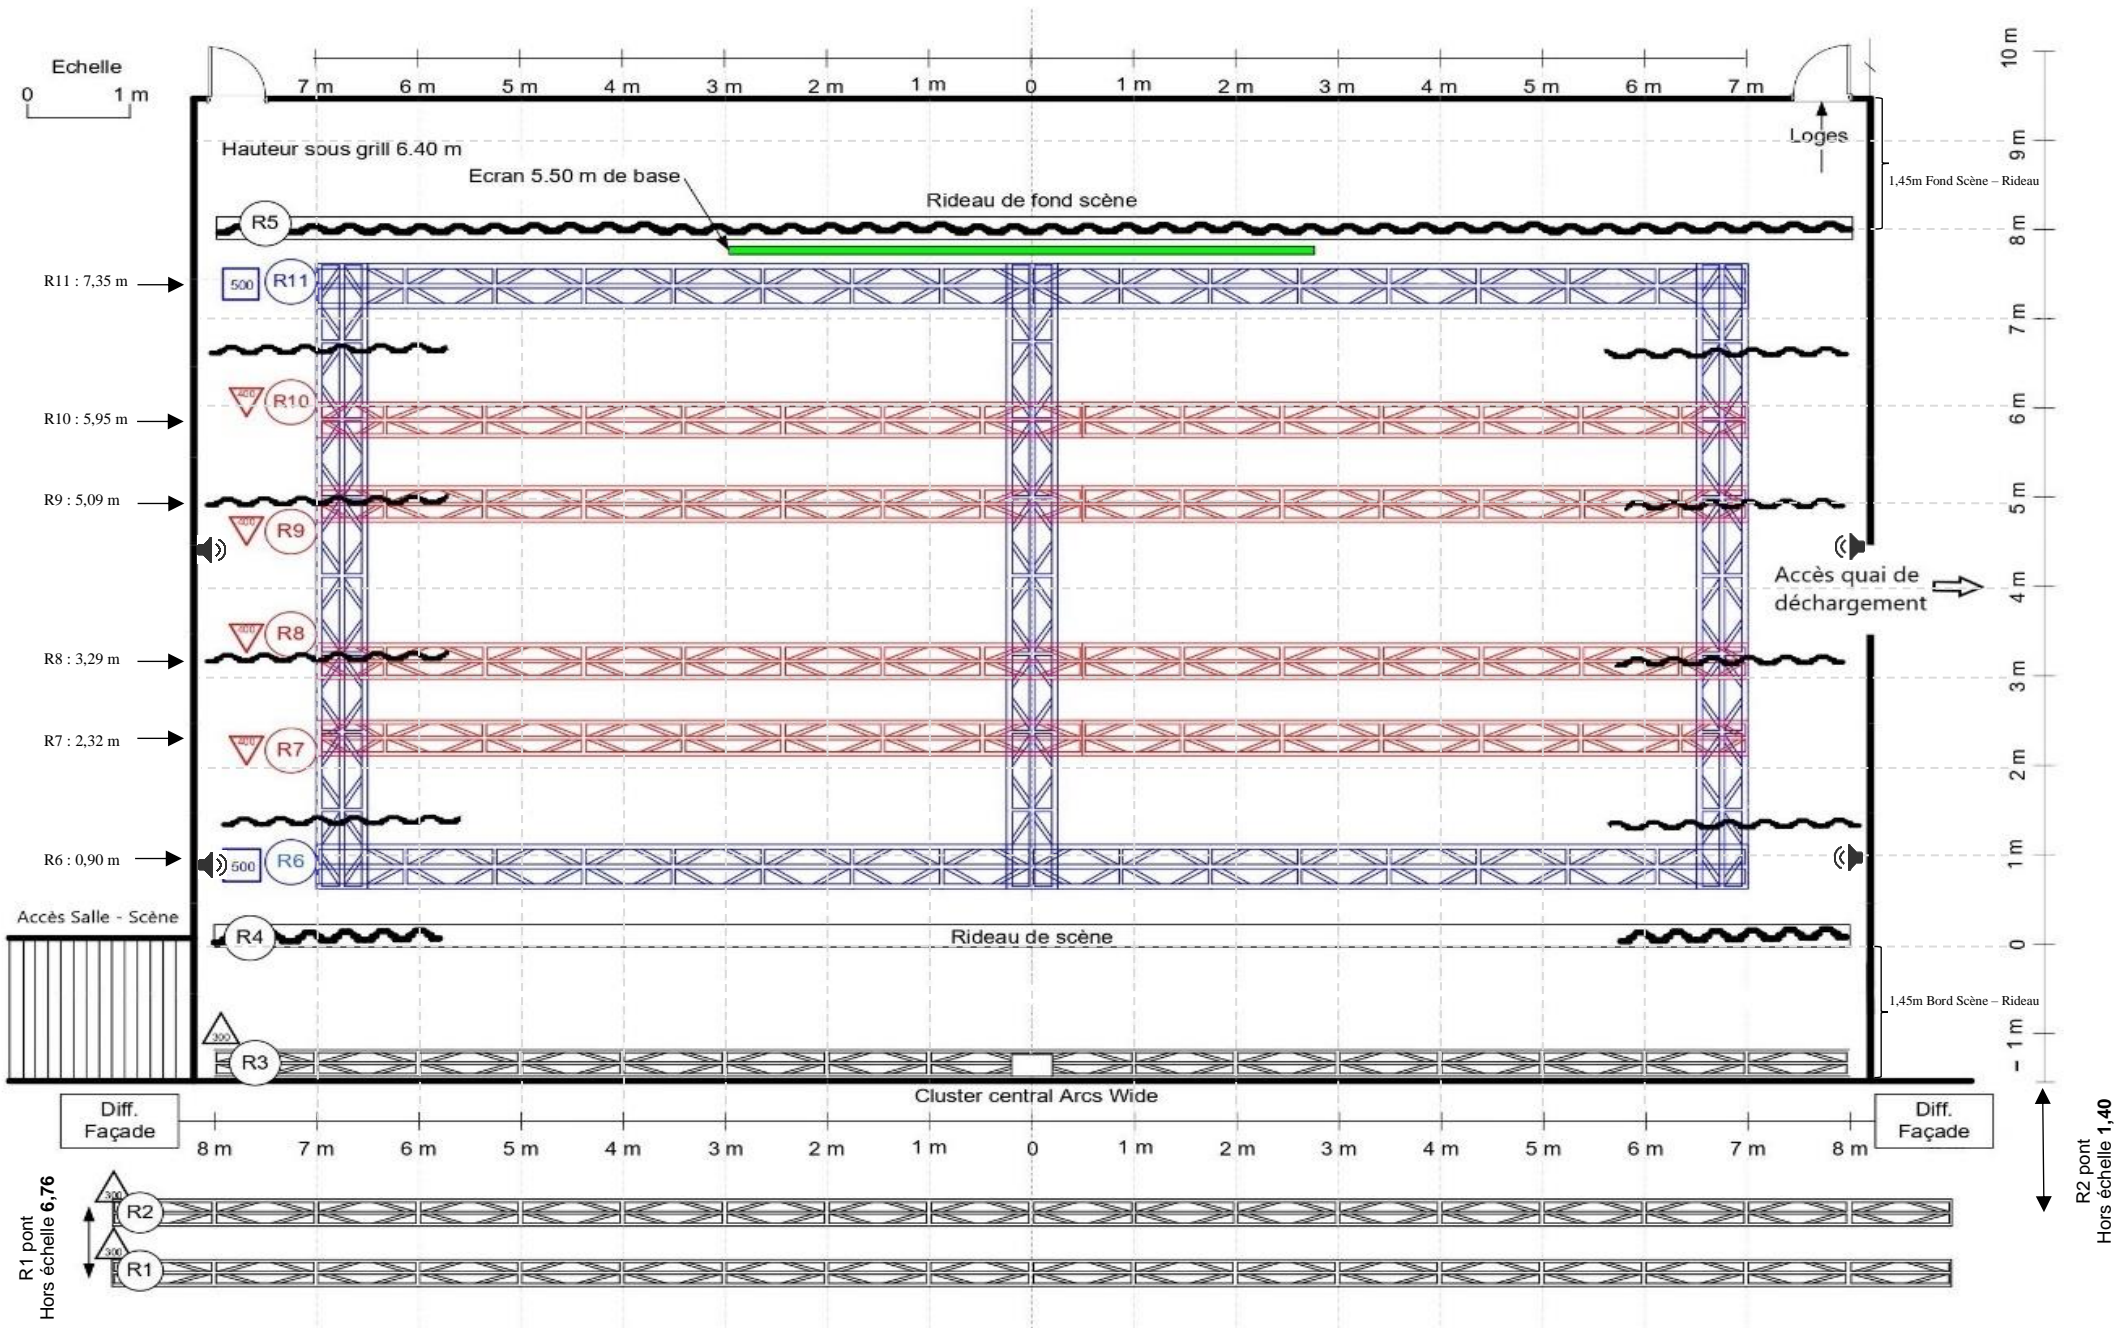 Echelle
0 1 m
7 m 6 m 5 m 4 m 3 m 2 m 1 m 0 1 m 2 m 3 m 4 m 5 m 6 m 7 m
10 m
Loges
9 m
Hauteur sous grill 6.40 m
Ecran 5.50 m de base
1,45m Fond Scène – Rideau
Rideau de fond scène
R5
8 m
R11 : 7,35 m
500
R11
7 m
400
R10
R10 : 5,95 m
6 m
R9 : 5,09 m
5 m
400
R9
Accès quai de
déchargement
4 m
400
R8
R8 : 3,29 m
3 m
R7 : 2,32 m
400
R7
2 m
R6 : 0,90 m
500
R6
1 m
Accès Salle - Scène
R4
Rideau de scène
0
1,45m Bord Scène – Rideau
300
R3
– 1 m
Cluster central Arcs Wide
Diff.
Façade
Diff.
Façade
8 m 7 m 6 m 5 m 4 m 3 m 2 m 1 m 0 1 m 2 m 3 m 4 m 5 m 6 m 7 m 8 m
R2 pont
Hors échelle 1,40
R1 pont
Hors échelle 6,76
300
R2
300
R1